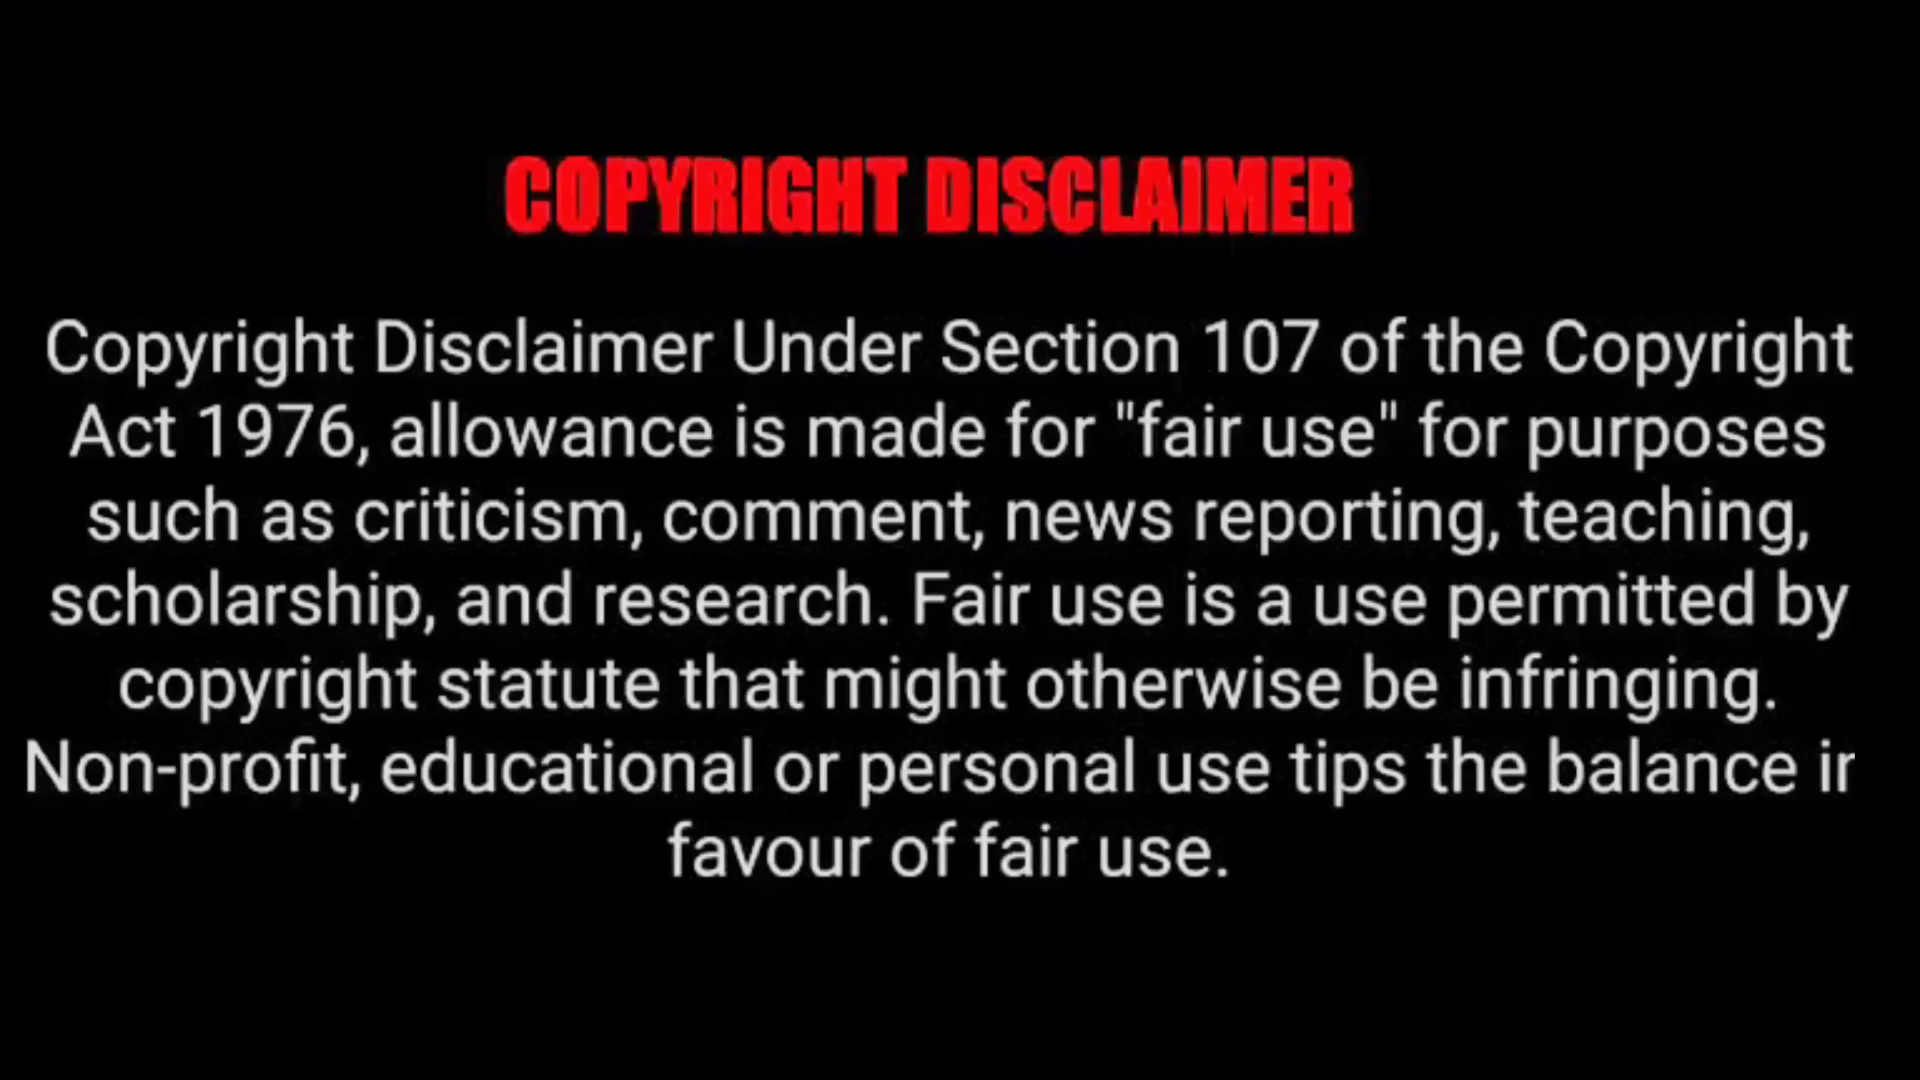 COPYRIGHT DISCLAIMER
Copyright Disclaimer Under Section 107 of the Copyright
Act 1976, allowance is made for "fair use" for purposes
such as criticism, comment, news reporting, teaching,
scholarship, and research. Fair use is a use permitted by
copyright statute that might otherwise be infringing.
Non-profit, educational or personal use tips the balance
favour of fair use.